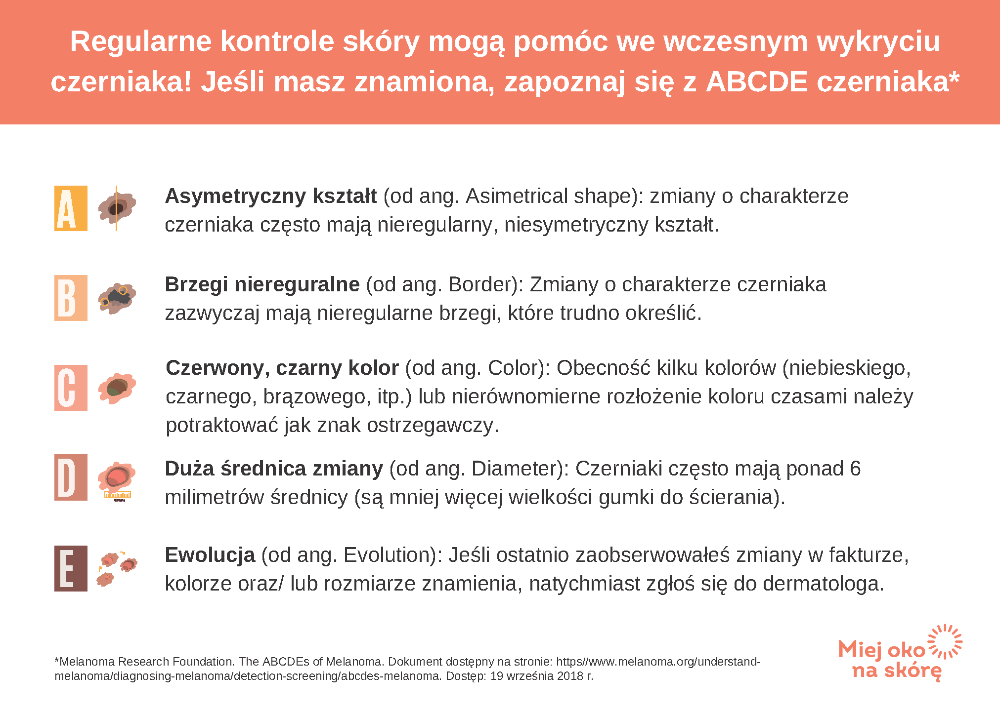 Regularne kontrole skóry mogą pomóc we wczesnym wykryciu
czerniaka! Jeśli masz znamiona, zapoznaj się z ABCDE czerniaka*
A
Asymetryczny kształt (od ang. Asimetrical shape): zmiany o charakterze
czerniaka często mają nieregularny, niesymetryczny kształt.
B
Brzegi niereguralne (od ang. Border): Zmiany o charakterze czerniaka
zazwyczaj mają nieregularne brzegi, które trudno określić.
C
Czerwony, czarny kolor (od ang. Color): Obecność kilku kolorów (niebieskiego,
czarnego, brązowego, itp.) lub nierównomierne rozłożenie koloru czasami należy
potraktować jak znak ostrzegawczy.
D
6mm
Duża średnica zmiany (od ang. Diameter): Czerniaki często mają ponad 6
milimetrów średnicy (są mniej więcej wielkości gumki do ścierania).
E
Ewolucja (od ang. Evolution): Jeśli ostatnio zaobserwowałeś zmiany w fakturze,
kolorze oraz/ lub rozmiarze znamienia, natychmiast zgłoś się do dermatologa.
*Melanoma Research Foundation. The ABCDEs of Melanoma. Dokument dostępny na stronie: https//www.melanoma.org/understand-
melanoma/diagnosing-melanoma/detection-screening/abcdes-melanoma. Dostęp: 19 września 2018 r.
Miej oko
na skórę